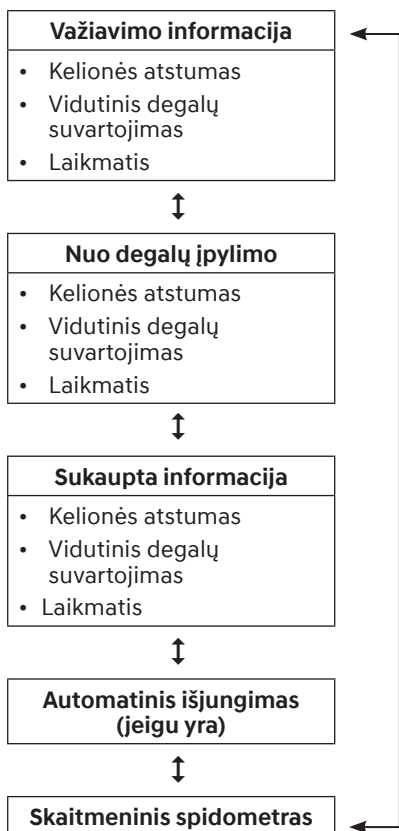 Važiavimo informacija
• Kelionės atstumas
• Vidutinis degalų
suvartojimas
• Laikmatis
Nuo degalų įpylimo
• Kelionės atstumas
• Vidutinis degalų
suvartojimas
• Laikmatis
Sukaupta informacija
• Kelionės atstumas
• Vidutinis degalų
suvartojimas
• Laikmatis
Automatinis išjungimas
(jeigu yra)
Skaitmeninis spidometras